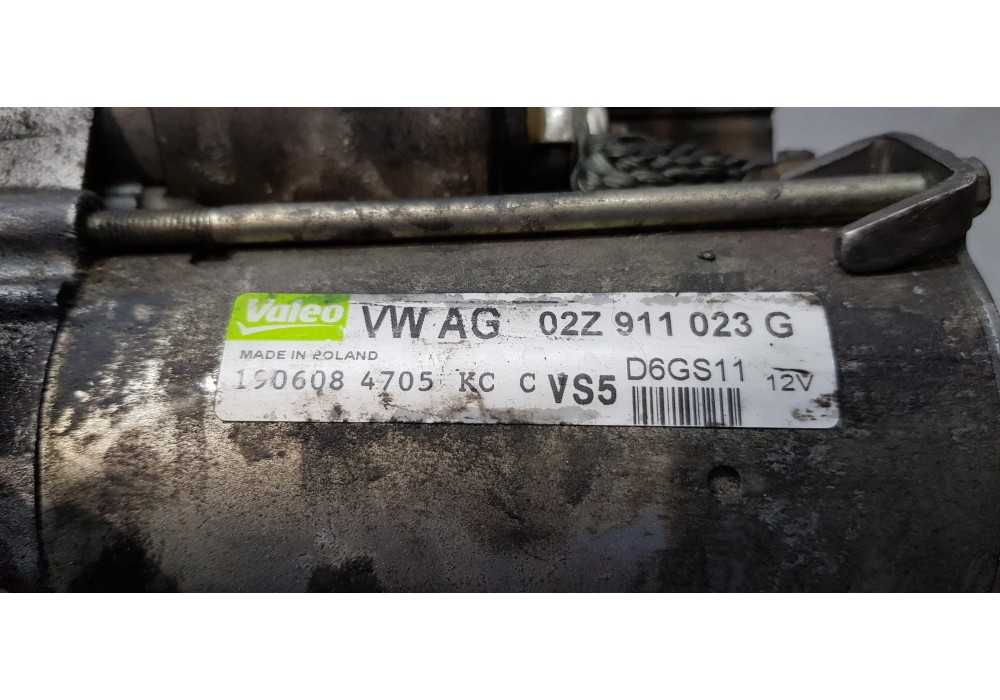 Valeo VW AG 02Z 911 023 G
MADE IN POLAND
190608 4705 KC C VS5 D6GS11 12V